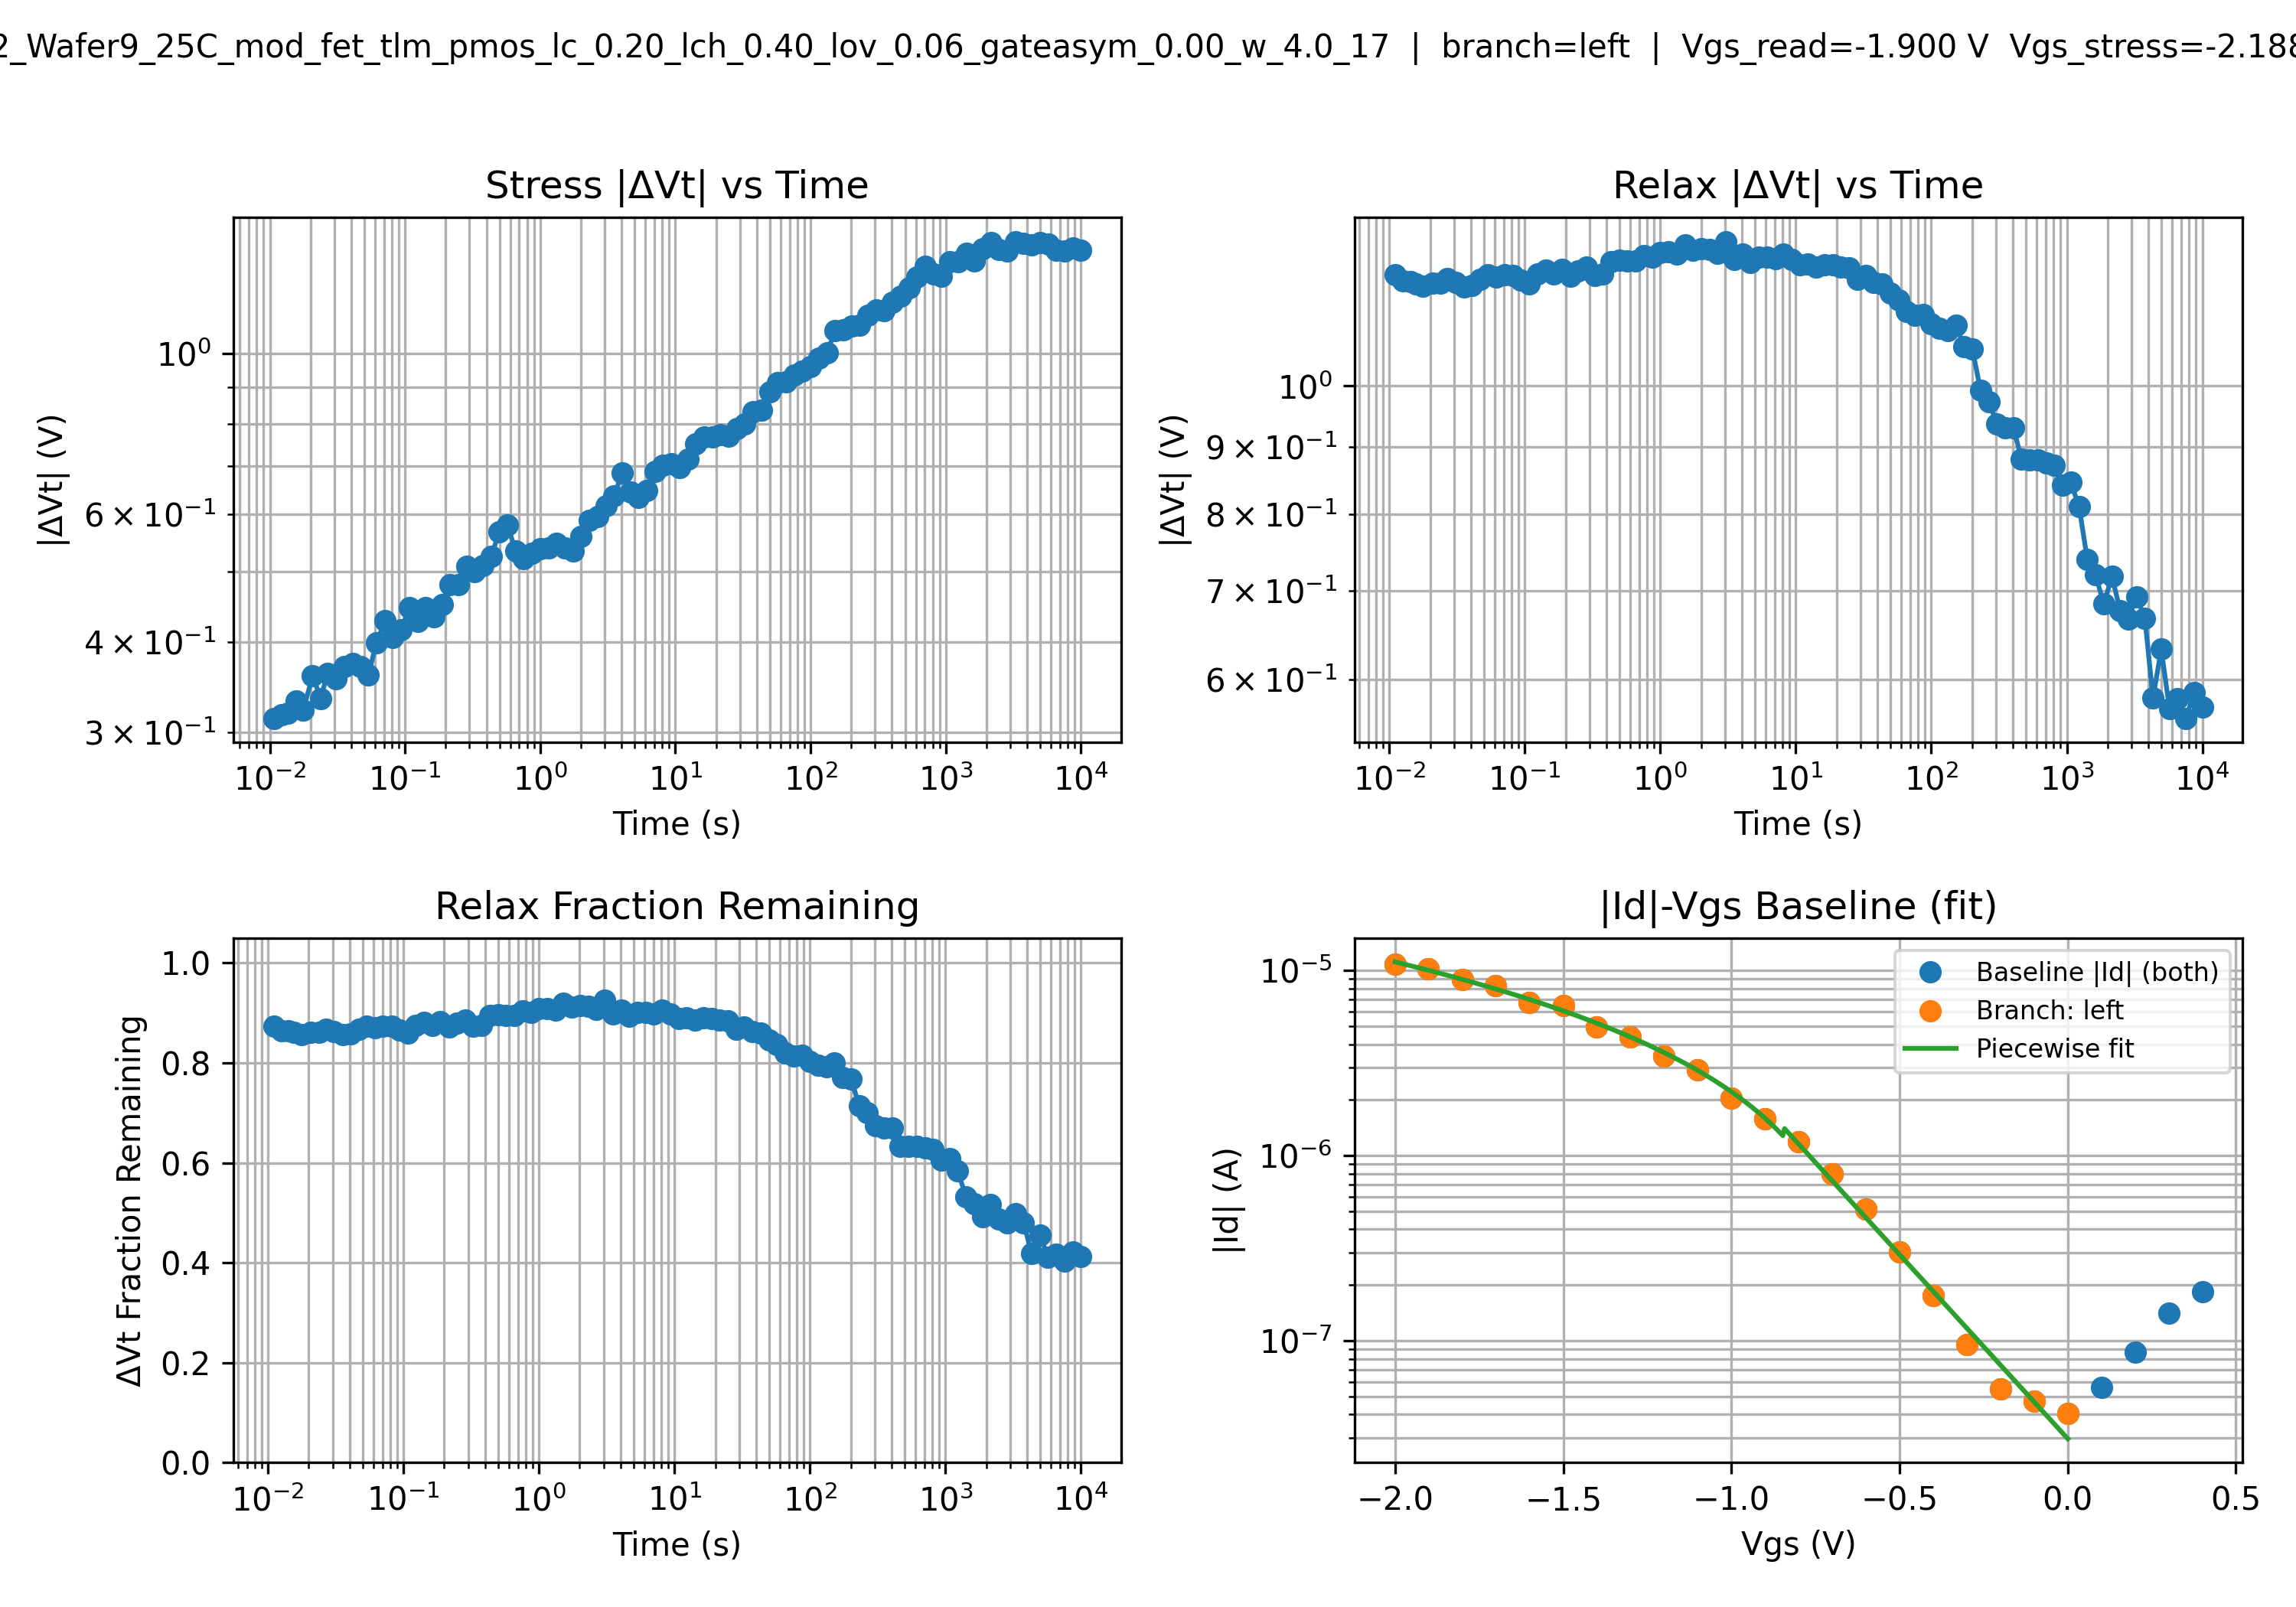 2_Wafer9_25C_mod_fet_tlm_pmos_lc_0.20_lch_0.40_lov_0.06_gateasym_0.00_w_4.0_17 | branch=left | Vgs_read=-1.900 V Vgs_stress=-2.188
Stress |ΔVt| vs Time
|ΔVt| (V)
10⁰
6 × 10⁻¹
4 × 10⁻¹
3 × 10⁻¹
10⁻² 10⁻¹ 10⁰ 10¹ 10² 10³ 10⁴
Time (s)
Relax |ΔVt| vs Time
|ΔVt| (V)
10⁰
9 × 10⁻¹
8 × 10⁻¹
7 × 10⁻¹
6 × 10⁻¹
10⁻² 10⁻¹ 10⁰ 10¹ 10² 10³ 10⁴
Time (s)
Relax Fraction Remaining
ΔVt Fraction Remaining
1.0
0.8
0.6
0.4
0.2
0.0
10⁻² 10⁻¹ 10⁰ 10¹ 10² 10³ 10⁴
Time (s)
|Id|-Vgs Baseline (fit)
|Id| (A)
10⁻⁵
10⁻⁶
10⁻⁷
Baseline |Id| (both)
Branch: left
Piecewise fit
−2.0 −1.5 −1.0 −0.5 0.0 0.5
Vgs (V)